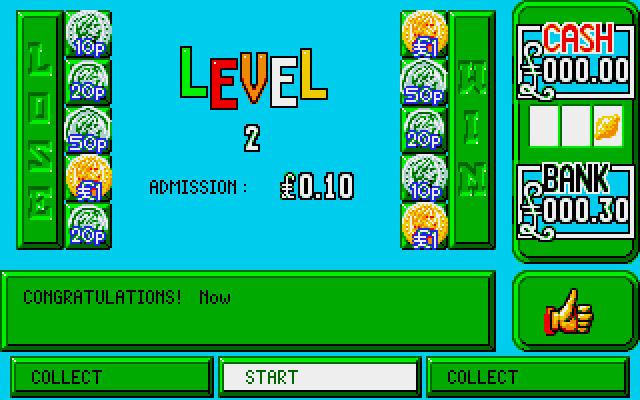 LOSE
10p
20p
50p
£1
20p
LEVEL
2
ADMISSION: £0.10
£1
50p
20p
10p
£1
WIN
CASH
£000.00
BANK
£000.30
CONGRATULATIONS! Now
COLLECT
START
COLLECT